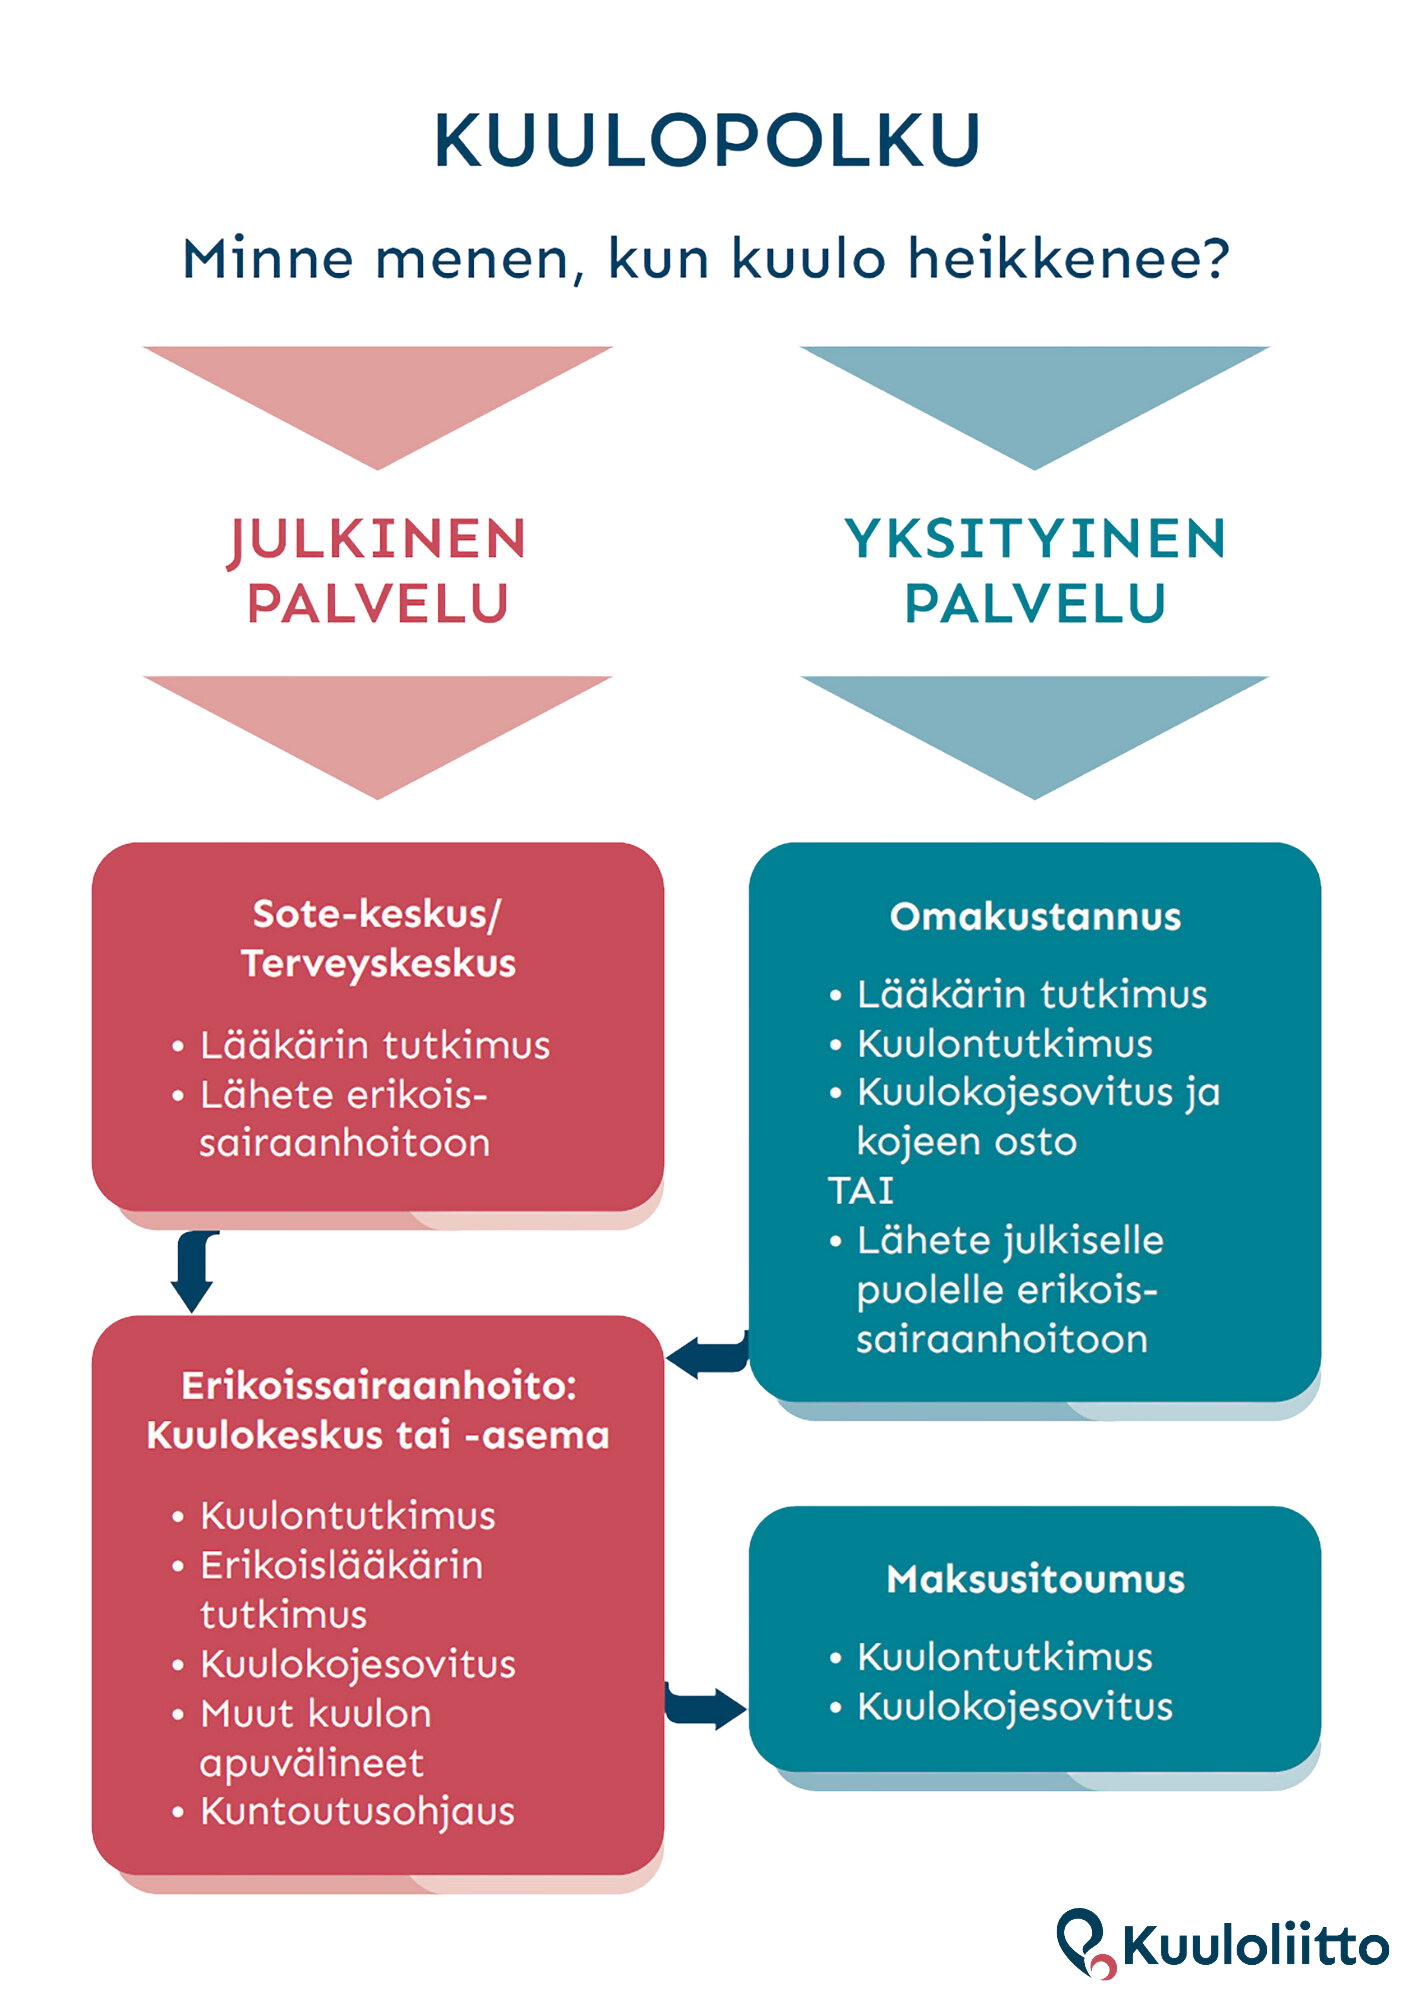 KUULOPOLKU
Minne menen, kun kuulo heikkenee?
JULKINEN
PALVELU
Sote-keskus/
Terveyskeskus
• Lääkärin tutkimus
• Lähete erikois-
sairaanhoitoon
Erikoissairaanhoito:
Kuulokeskus tai -asema
• Kuulontutkimus
• Erikoislääkärin
tutkimus
• Kuulokojesovitus
• Muut kuulon
apuvälineet
• Kuntoutusohjaus
YKSITYINEN
PALVELU
Omakustannus
• Lääkärin tutkimus
• Kuulontutkimus
• Kuulokojesovitus ja
kojeen osto
TAI
• Lähete julkiselle
puolelle erikois-
sairaanhoitoon
Maksusitoumus
• Kuulontutkimus
• Kuulokojesovitus
Kuuloliitto